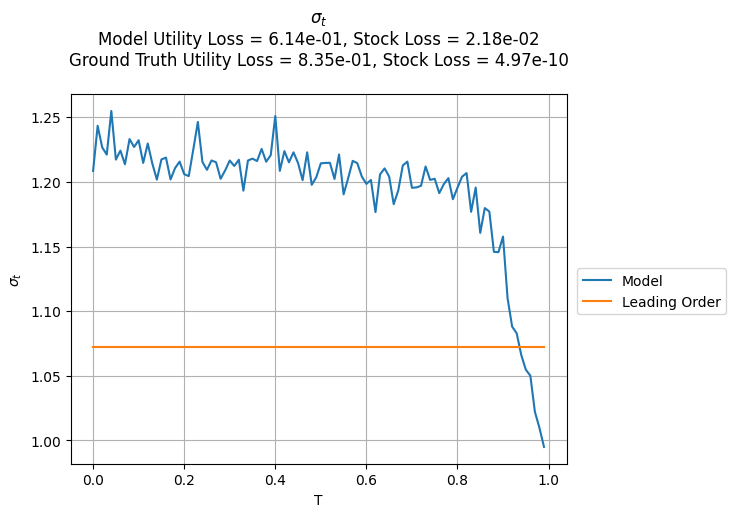 σt
Model Utility Loss = 6.14e-01, Stock Loss = 2.18e-02
Ground Truth Utility Loss = 8.35e-01, Stock Loss = 4.97e-10
1.25
1.20
1.15
1.10
1.05
1.00
σt
0.0 0.2 0.4 0.6 0.8 1.0
T
Model
Leading Order